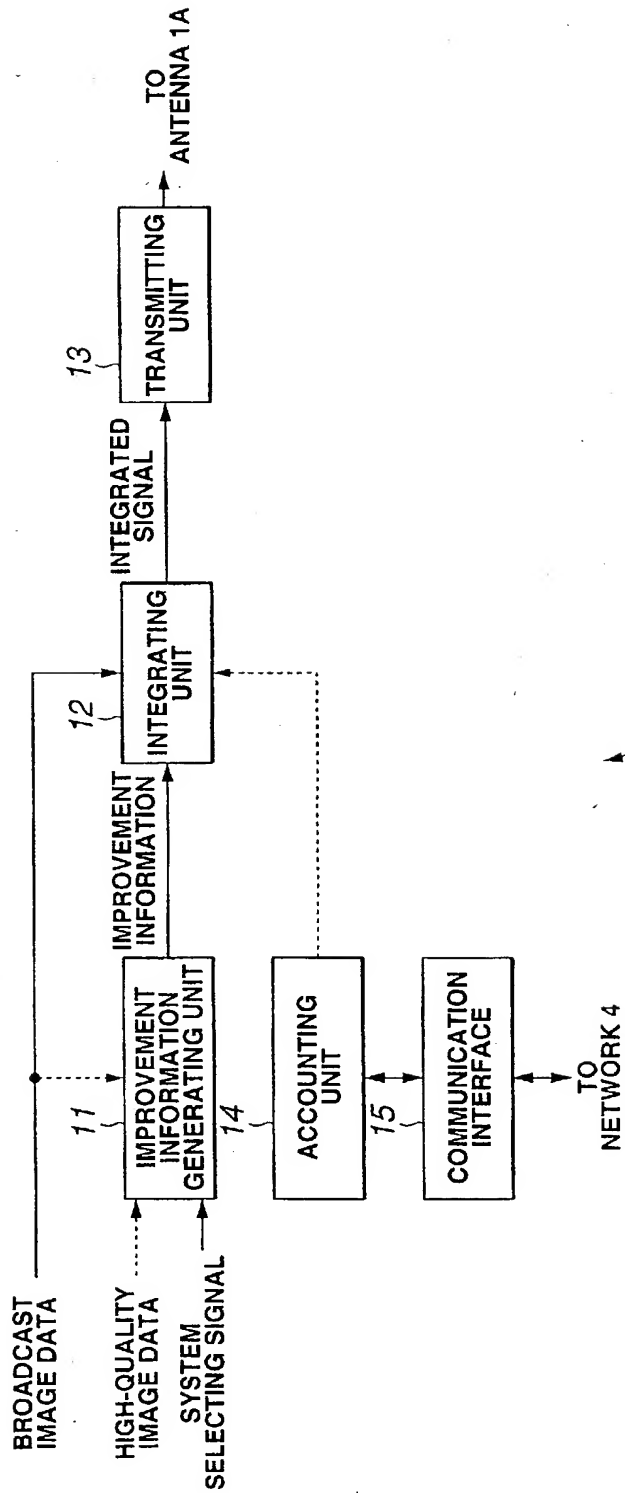 BROADCAST
IMAGE DATA
HIGH-QUALITY
IMAGE DATA
SYSTEM
SELECTING SIGNAL
11
IMPROVEMENT
INFORMATION
GENERATING UNIT
IMPROVEMENT
INFORMATION
12
INTEGRATING
UNIT
INTEGRATED
SIGNAL
13
TRANSMITTING
UNIT
TO
ANTENNA 1A
14
ACCOUNTING
UNIT
15
COMMUNICATION
INTERFACE
TO
NETWORK 4